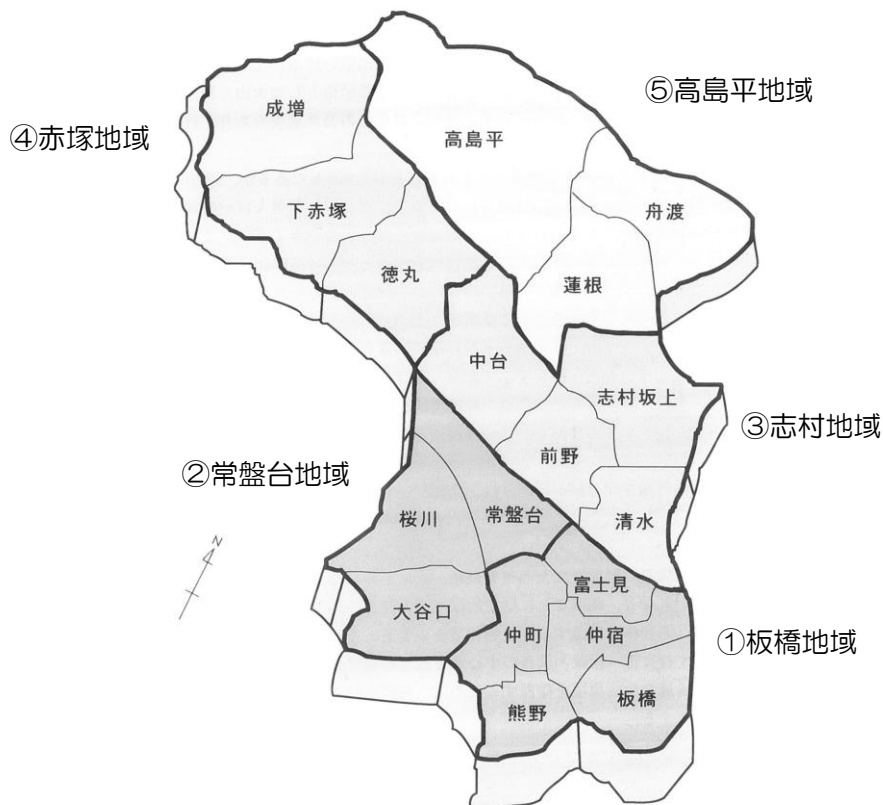 ⑤高島平地域
成増
④赤塚地域
高島平
下赤塚
舟渡
徳丸
蓮根
中台
志村坂上
③志村地域
前野
②常盤台地域
桜川
常盤台
清水
N
富士見
大谷口
仲町
仲宿
①板橋地域
熊野
板橋